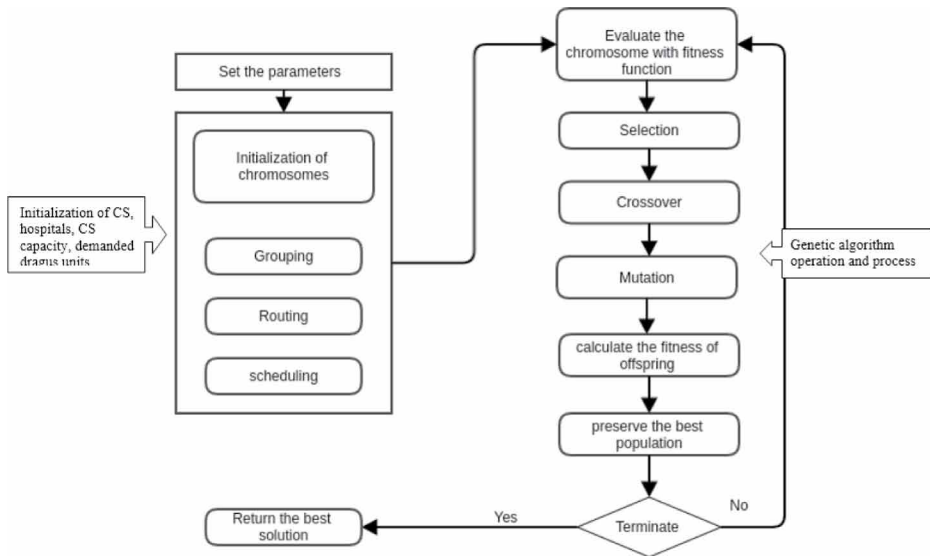 Set the parameters
Initialization of
chromosomes
Grouping
Routing
scheduling
Initialization of CS,
hospitals, CS
capacity, demanded
dragus units
Evaluate the
chromosome with fitness
function
Selection
Crossover
Mutation
calculate the fitness of
offspring
preserve the best
population
Terminate
No
Yes
Return the best
solution
Genetic algorithm
operation and process